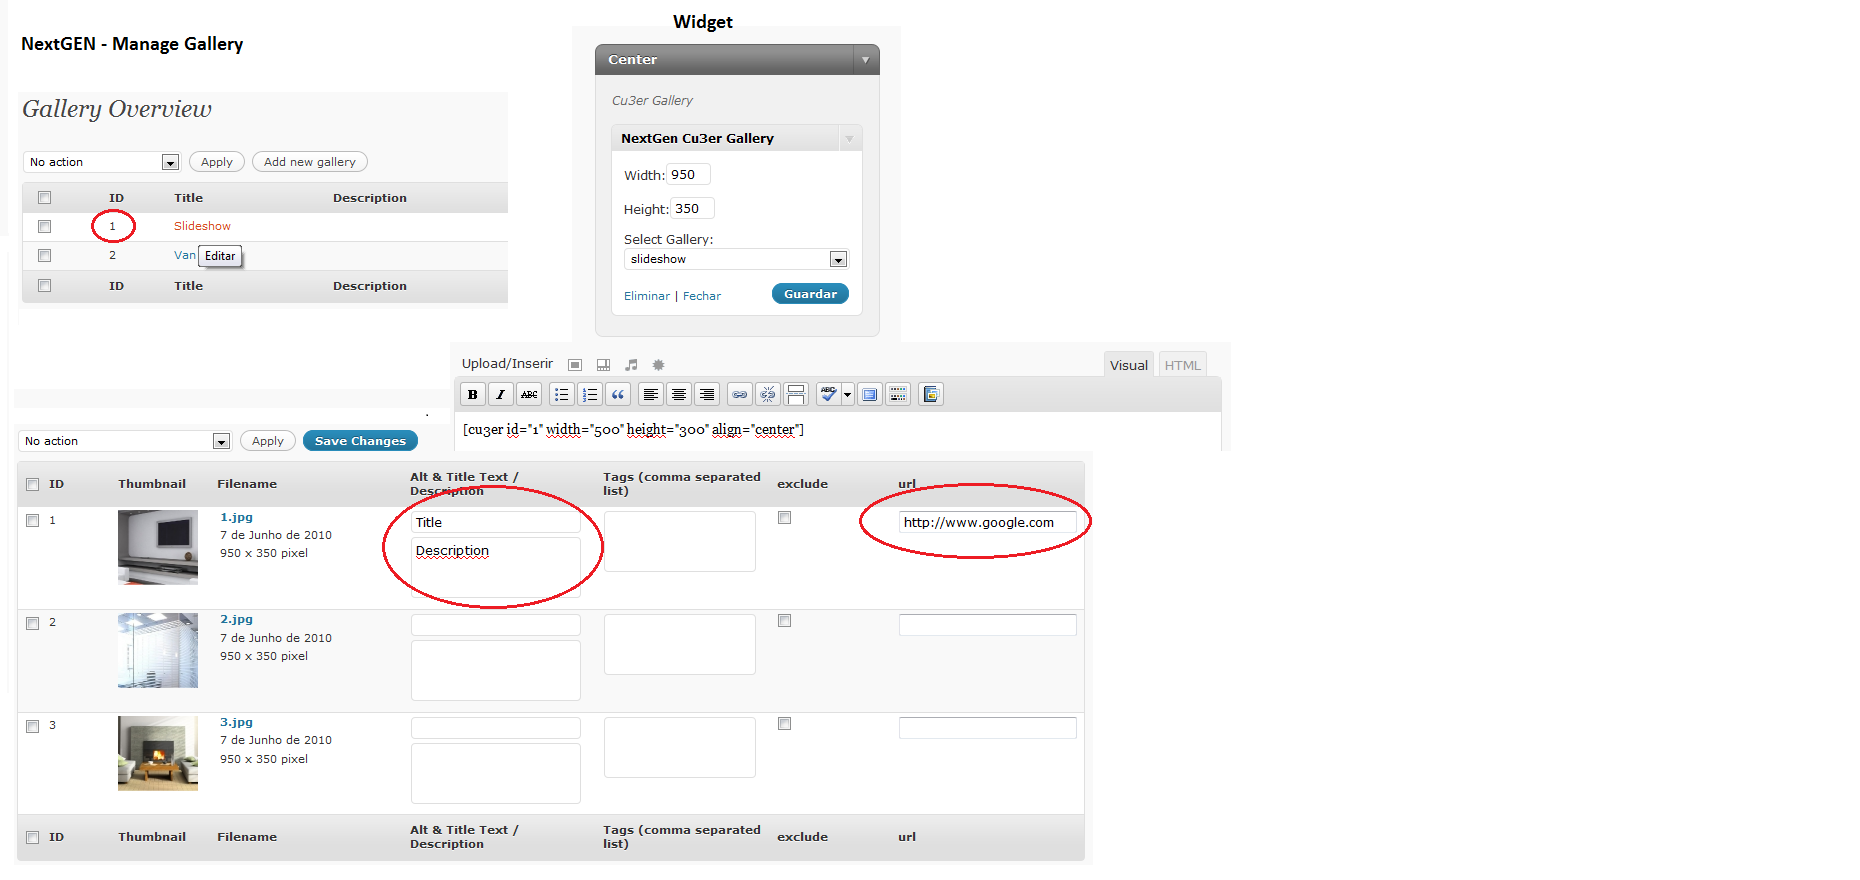 NextGEN - Manage Gallery
Gallery Overview
No action Apply Add new gallery
ID Title Description
1 Slideshow
2 Van Editar
ID Title Description
Widget
Center
Cu3er Gallery
NextGen Cu3er Gallery
Width: 950
Height: 350
Select Gallery:
slideshow
Eliminar | Fechar Guardar
Upload/Inserir Visual HTML
B I ABC ABC
[cu3er id="1" width="500" height="300" align="center"]
.
No action Apply Save Changes
ID Thumbnail Filename Alt & Title Text / Description Tags (comma separated list) exclude url
1 1.jpg Title http://www.google.com
7 de Junho de 2010
950 x 350 pixel Description
2 2.jpg
7 de Junho de 2010
950 x 350 pixel
3 3.jpg
7 de Junho de 2010
950 x 350 pixel
ID Thumbnail Filename Alt & Title Text / Description Tags (comma separated list) exclude url